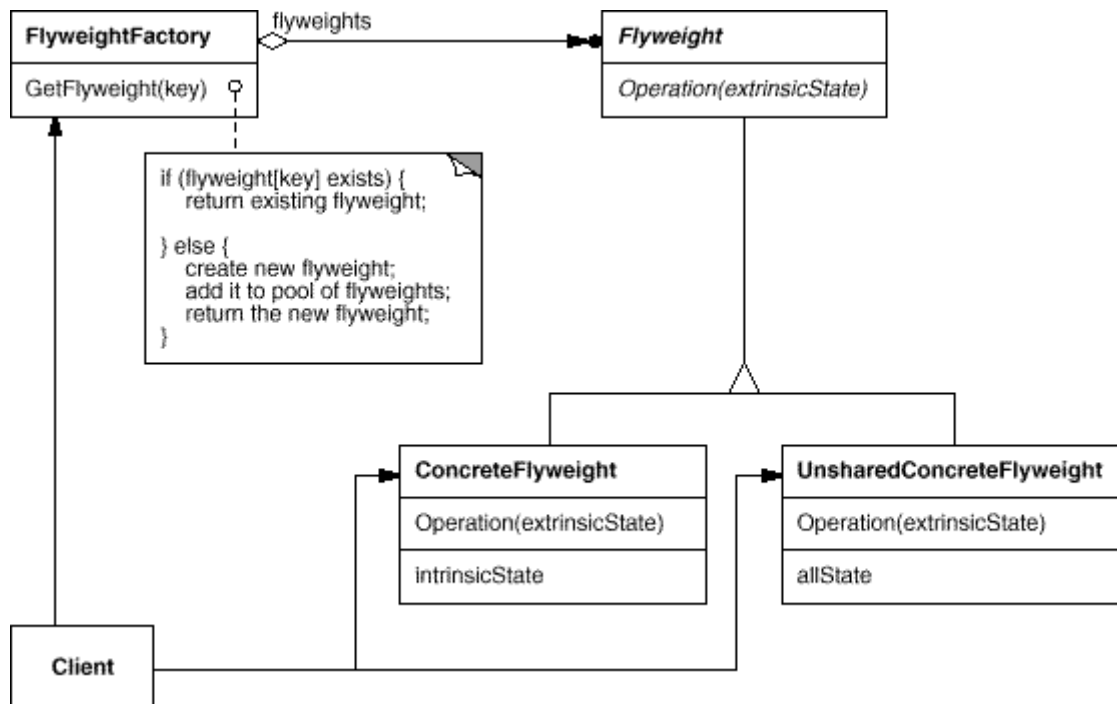 FlyweightFactory
GetFlyweight(key)
flyweights
Flyweight
Operation(extrinsicState)
if (flyweight[key] exists) {
return existing flyweight;
} else {
create new flyweight;
add it to pool of flyweights;
return the new flyweight;
}
ConcreteFlyweight
Operation(extrinsicState)
intrinsicState
UnsharedConcreteFlyweight
Operation(extrinsicState)
allState
Client